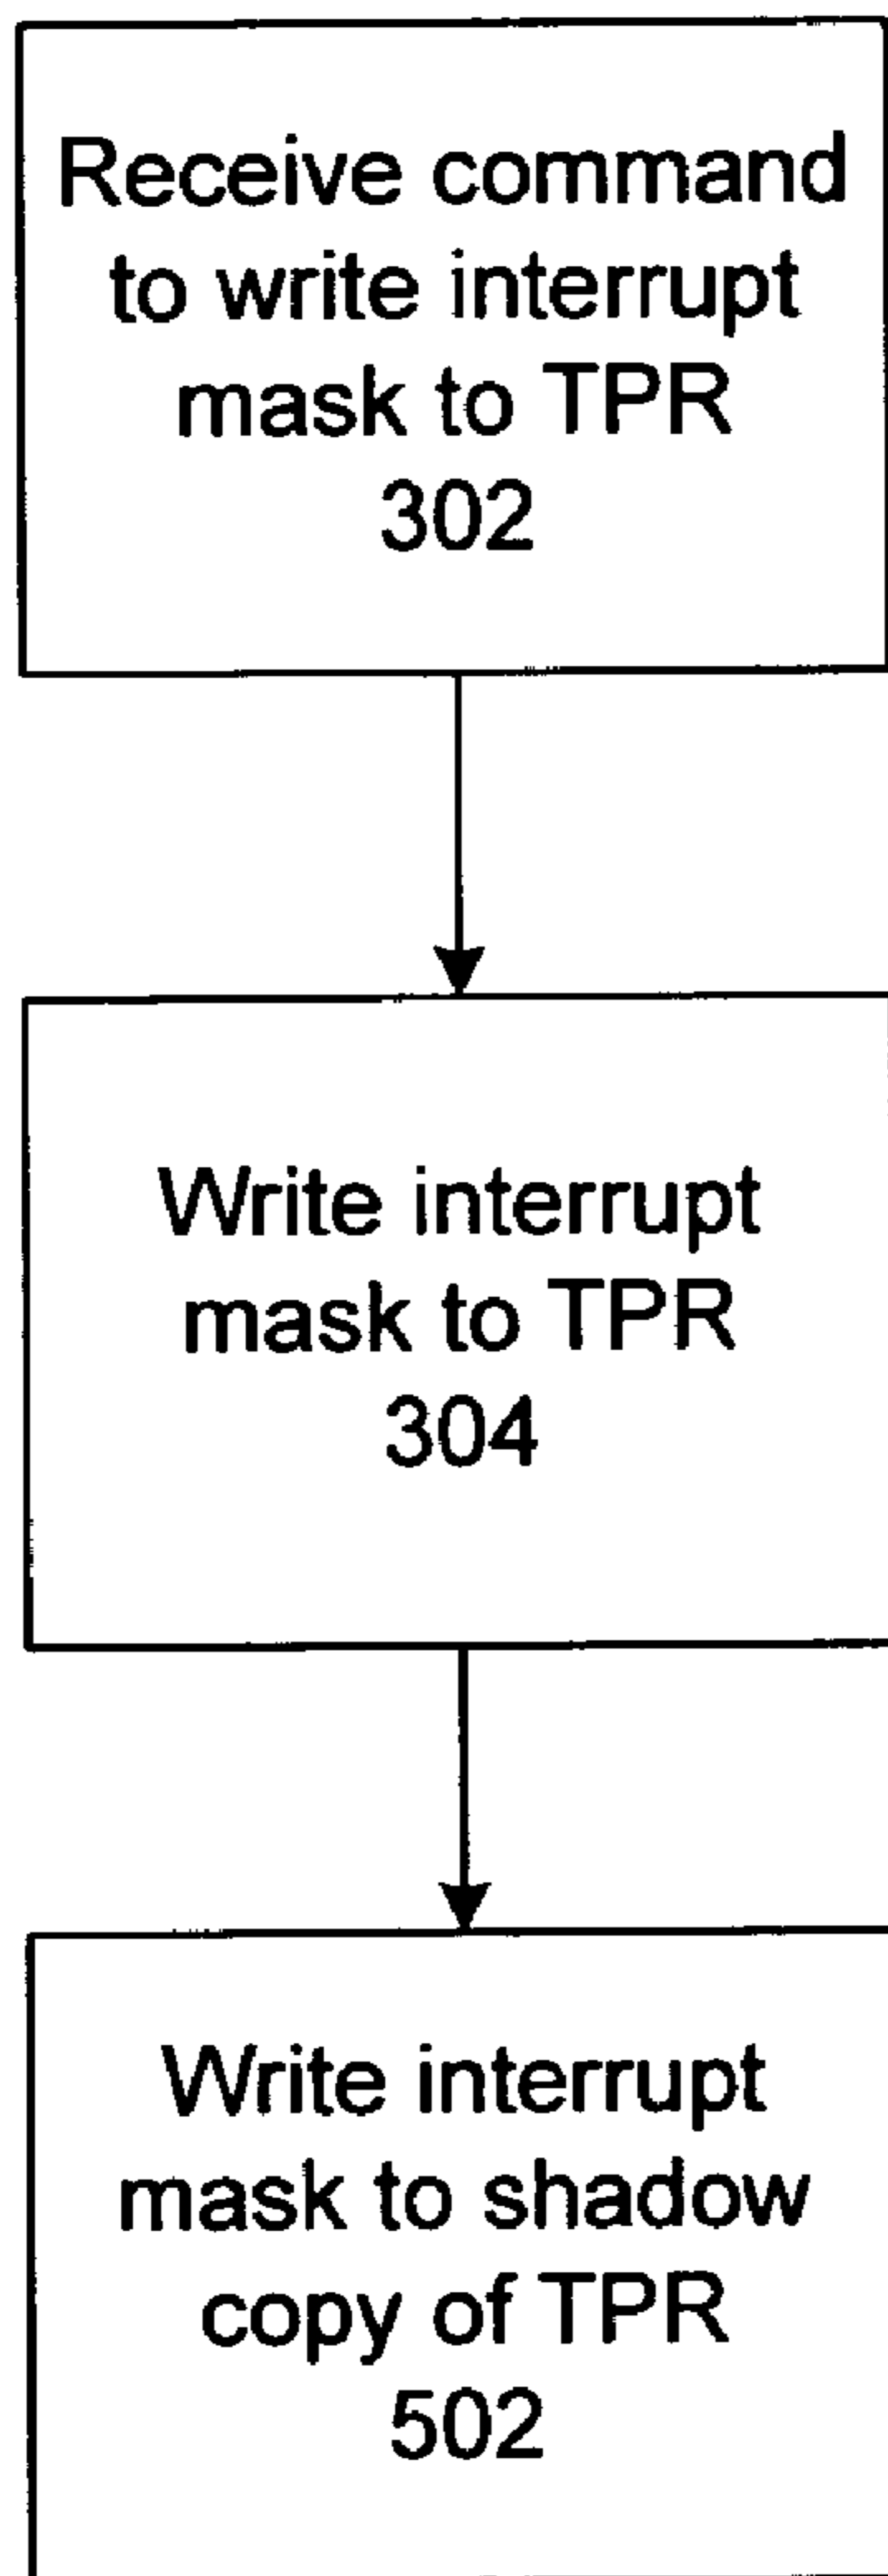 Receive command
to write interrupt
mask to TPR
302
Write interrupt
mask to TPR
304
Write interrupt
mask to shadow
copy of TPR
502